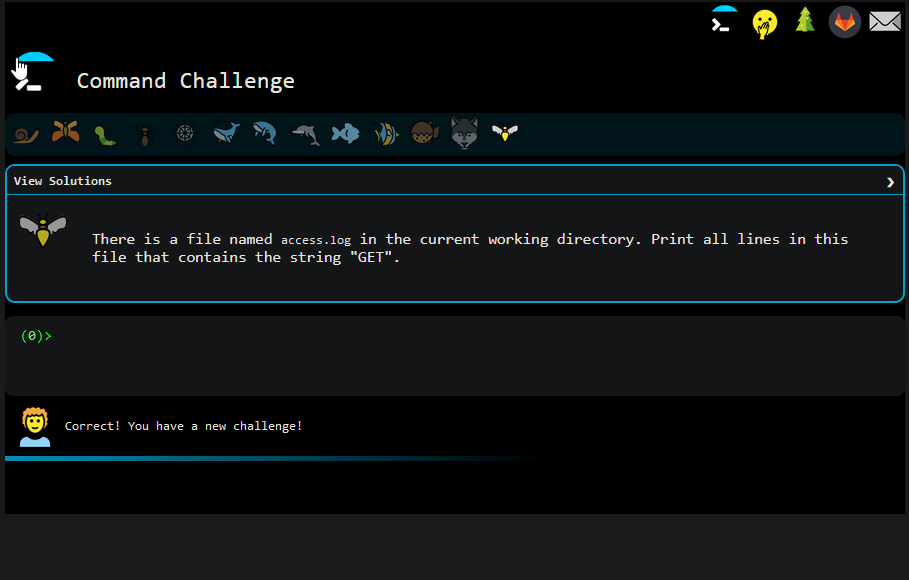 Command Challenge
View Solutions
There is a file named access.log in the current working directory. Print all lines in this
file that contains the string "GET".
(0)>
Correct! You have a new challenge!